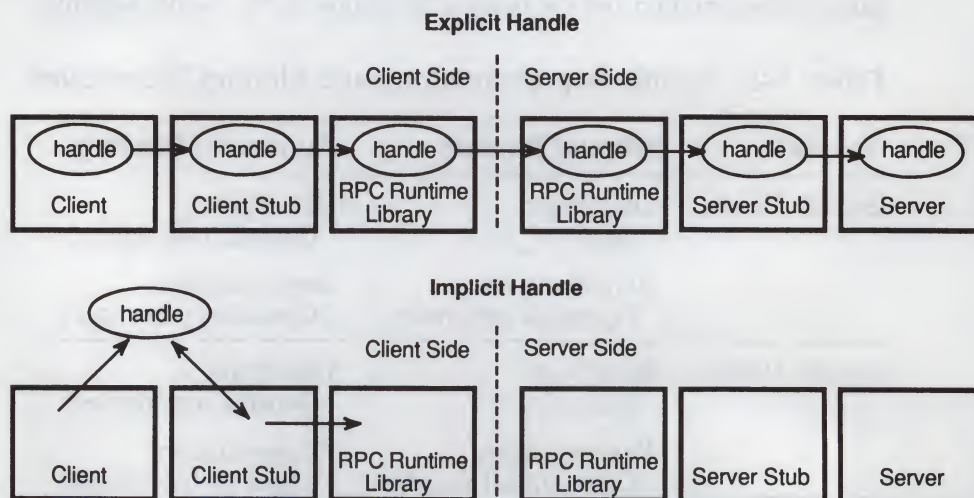 Explicit Handle
Client Side
Server Side
handle
handle
handle
handle
handle
handle
Client
Client Stub
RPC Runtime
Library
RPC Runtime
Library
Server Stub
Server
Implicit Handle
handle
Client Side
Server Side
Client
Client Stub
RPC Runtime
Library
RPC Runtime
Library
Server Stub
Server